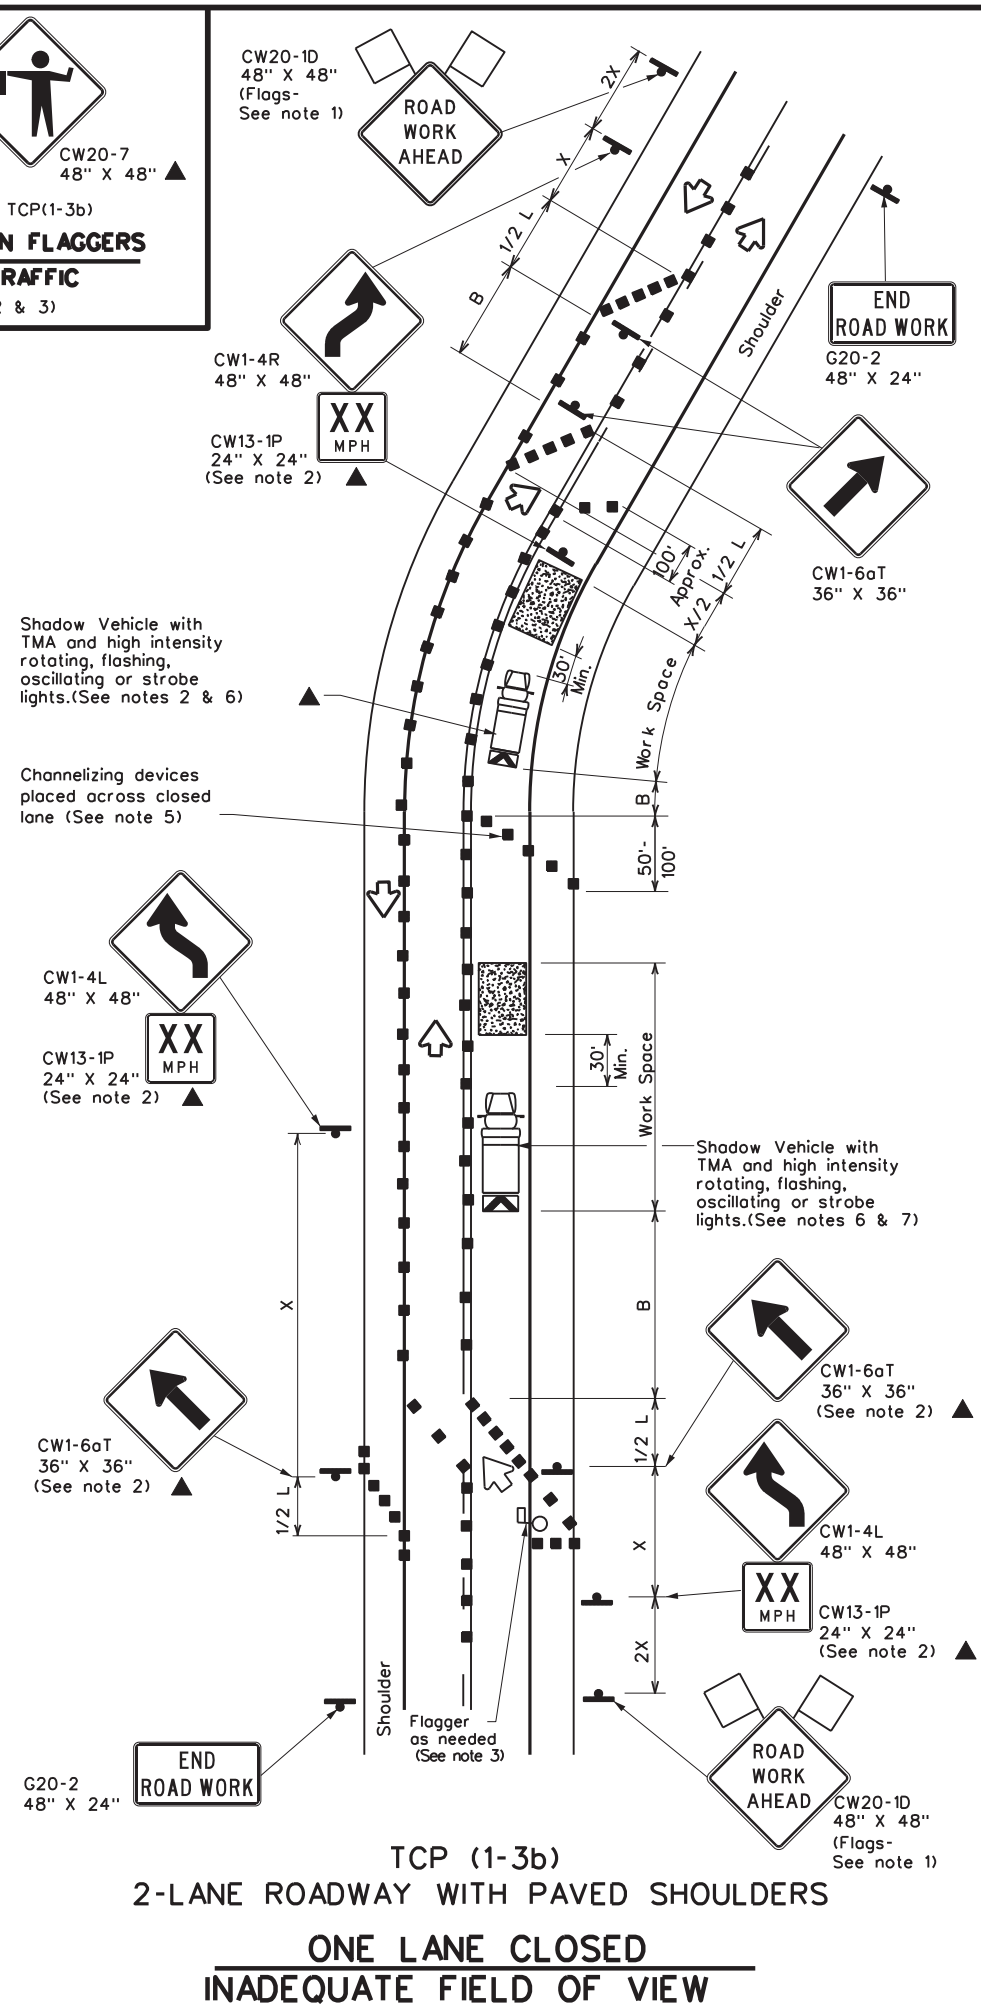 CW20-7
48" X 48"
TCP(1-3b)
N FLAGGERS
RAFFIC
2 & 3)
CW20-1D
48" X 48"
(Flags-
See note 1)
ROAD
WORK
AHEAD
2X
X
1/2 L
B
CW1-4R
48" X 48"
XX
MPH
CW13-1P
24" X 24"
(See note 2)
Shoulder
END
ROAD WORK
G20-2
48" X 24"
CW1-6aT
36" X 36"
100'
Approx.
1/2 L
X/2
30'
Min.
Work Space
B
50'-
100'
Shadow Vehicle with
TMA and high intensity
rotating, flashing,
oscillating or strobe
lights.(See notes 2 & 6)
Channelizing devices
placed across closed
lane (See note 5)
CW1-4L
48" X 48"
XX
MPH
CW13-1P
24" X 24"
(See note 2)
30'
Min.
Work Space
Shadow Vehicle with
TMA and high intensity
rotating, flashing,
oscillating or strobe
lights.(See notes 6 & 7)
X
B
CW1-6aT
36" X 36"
(See note 2)
1/2 L
CW1-6aT
36" X 36"
(See note 2)
1/2 L
X
2X
CW1-4L
48" X 48"
XX
MPH
CW13-1P
24" X 24"
(See note 2)
Shoulder
Flagger
as needed
(See note 3)
END
ROAD WORK
G20-2
48" X 24"
ROAD
WORK
AHEAD
CW20-1D
48" X 48"
(Flags-
See note 1)
TCP (1-3b)
2-LANE ROADWAY WITH PAVED SHOULDERS
ONE LANE CLOSED
INADEQUATE FIELD OF VIEW